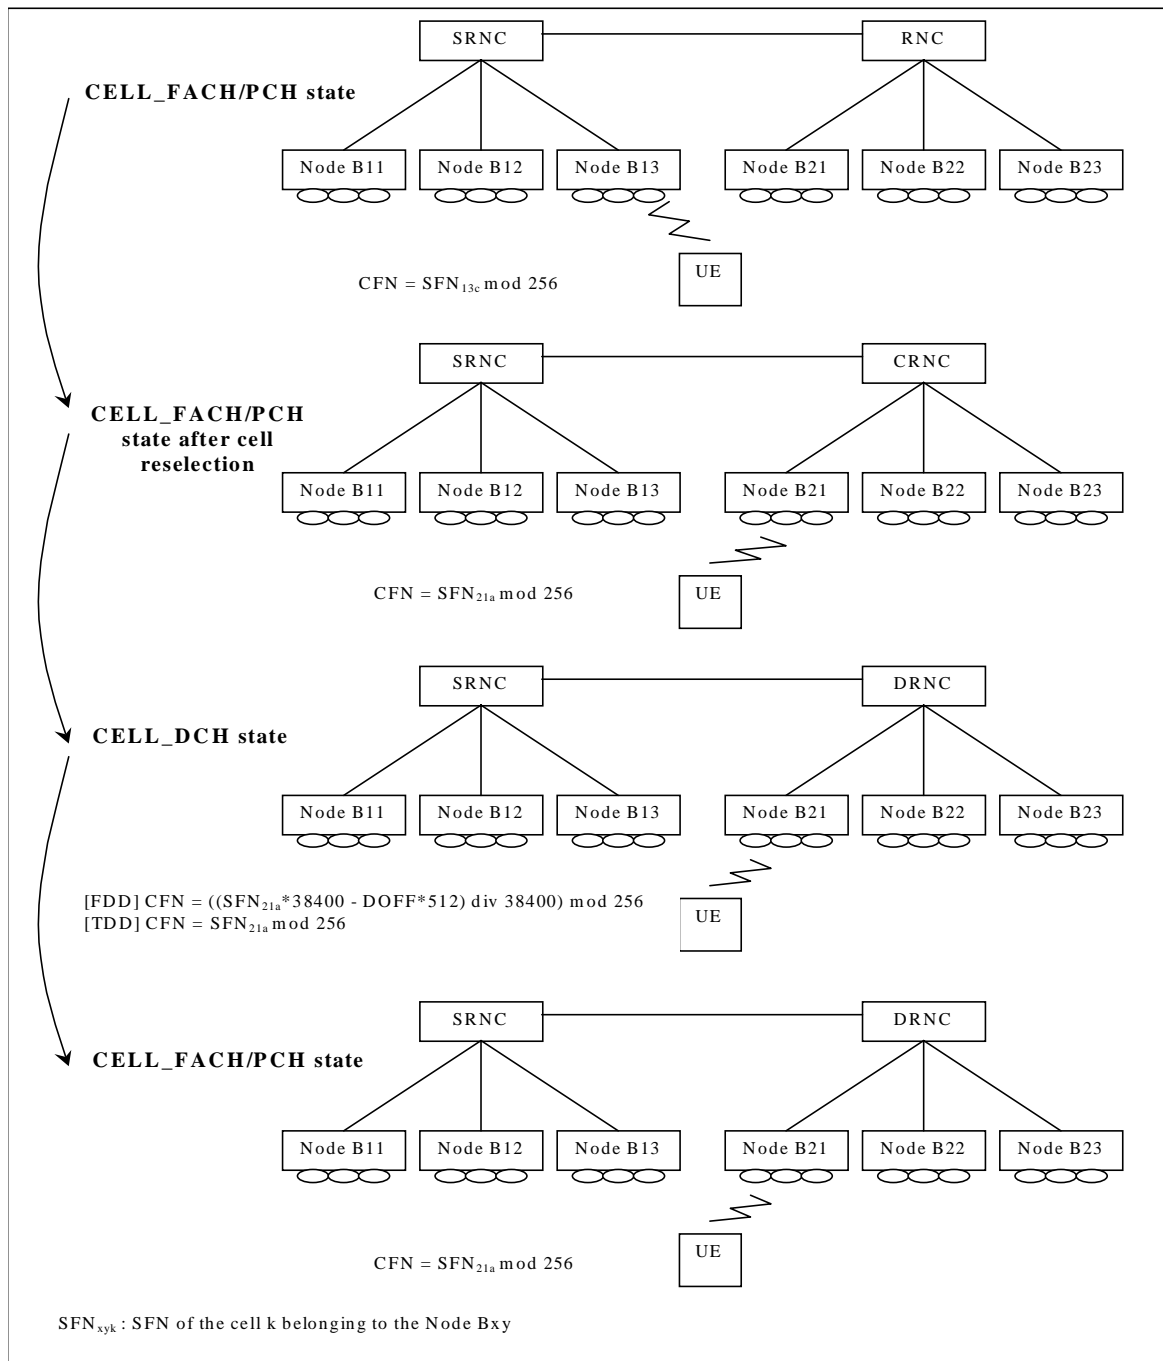 SRNC RNC
CELL_FACH/PCH state
Node B11 Node B12 Node B13 Node B21 Node B22 Node B23
UE
CFN = SFN13c mod 256
SRNC CRNC
CELL_FACH/PCH
state after cell
reselection
Node B11 Node B12 Node B13 Node B21 Node B22 Node B23
UE
CFN = SFN21a mod 256
SRNC DRNC
CELL_DCH state
Node B11 Node B12 Node B13 Node B21 Node B22 Node B23
[FDD] CFN = ((SFN21a*38400 - DOFF*512) div 38400) mod 256
UE
[TDD] CFN = SFN21a mod 256
SRNC DRNC
CELL_FACH/PCH state
Node B11 Node B12 Node B13 Node B21 Node B22 Node B23
UE
CFN = SFN21a mod 256
SFNxyk : SFN of the cell k belonging to the Node Bxy